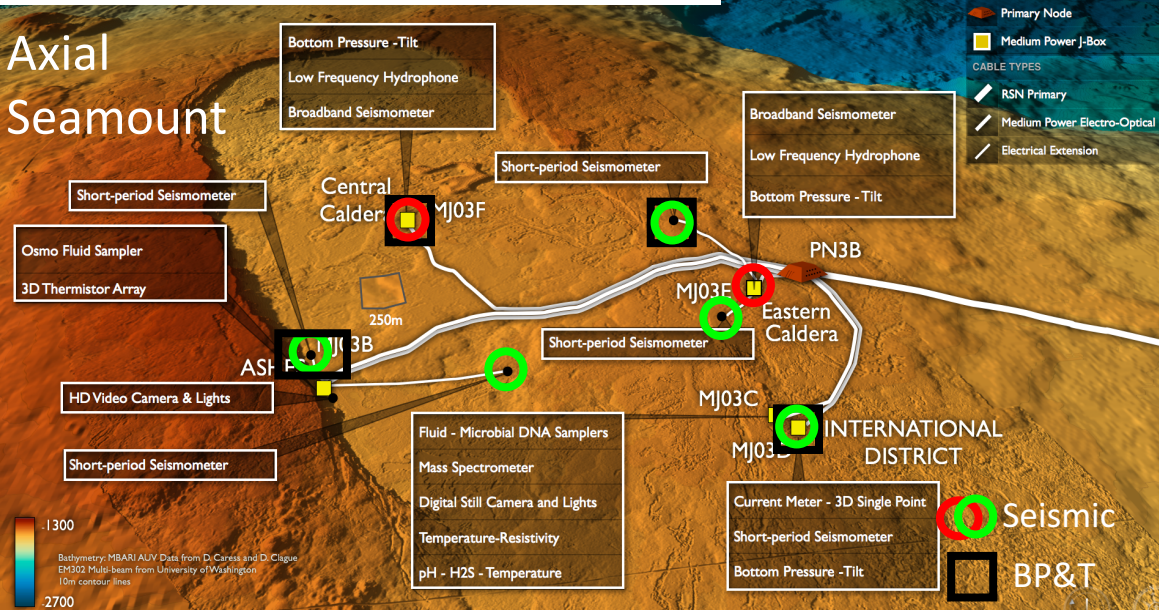 Axial
Seamount
Bottom Pressure -Tilt
Low Frequency Hydrophone
Broadband Seismometer
Primary Node
Medium Power J-Box
CABLE TYPES
RSN Primary
Medium Power Electro-Optical
Electrical Extension
Broadband Seismometer
Low Frequency Hydrophone
Bottom Pressure - Tilt
Short-period Seismometer
Short-period Seismometer
Central
Caldera
MJ03F
Osmo Fluid Sampler
3D Thermistor Array
PN3B
MJ03E
Eastern
Caldera
250m
Short-period Seismometer
MJ03B
HD Video Camera & Lights
MJ03C
MJ03D
INTERNATIONAL
DISTRICT
Short-period Seismometer
Fluid - Microbial DNA Samplers
Mass Spectrometer
Digital Still Camera and Lights
Temperature-Resistivity
pH - H2S - Temperature
Current Meter - 3D Single Point
Short-period Seismometer
Bottom Pressure -Tilt
Seismic
BP&T
-1300
-2700
Bathymetry: MBARI AUV Data from D. Caress and D. Clague
EM302 Multi-beam from University of Washington
10m contour lines